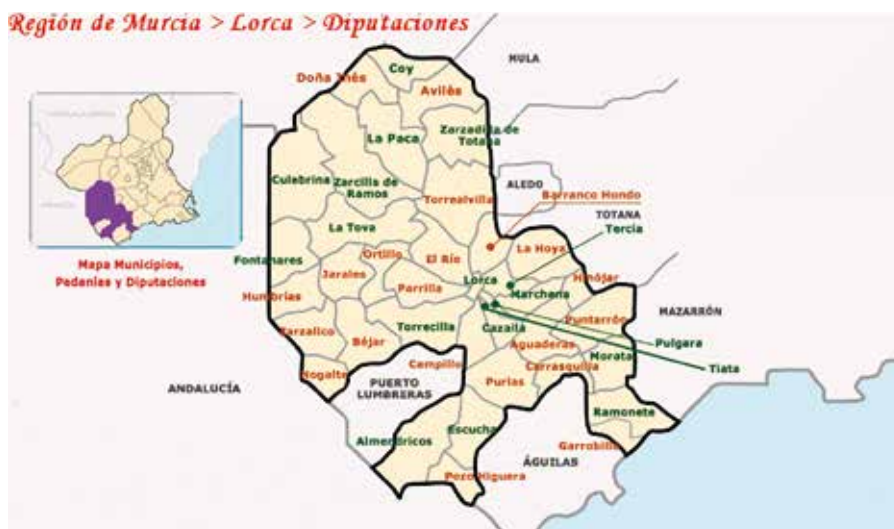 Región de Murcia > Lorca > Diputaciones
MULA
Coy
Doña Inés
Avilés
Zarzadilla de
Totana
La Paca
Culebrina
Zarcilla de
Ramos
Torrealvilla
ALEDO
Barranco Hondo
TOTANA
Tercia
La Tova
La Hoya
Fontanares
Ortillo
El Río
Mapa Municipios,
Pedanías y Diputaciones
Jarales
Lorca
Hinojar
Parrilla
Marchena
Humbrías
MAZARRÓN
Puntarrón
Zarzalico
Torrecilla
Cazalla
Béjar
Aguaderas
Pulgara
Morata
Campillo
Carrasquilla
Tiata
Nogalte
ANDALUCÍA
PUERTO
LUMBRERAS
Purias
Ramonete
Escucha
Almendricos
Garrobillo
ÁGUILAS
Pozo Higuera